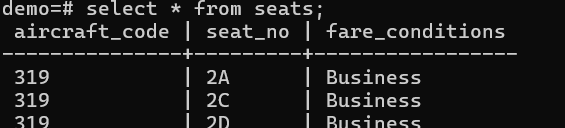 demo=# select * from seats;
 aircraft_code | seat_no | fare_conditions
---------------+---------+-----------------
 319           | 2A      | Business
 319           | 2C      | Business
 319           | 2D      | Business